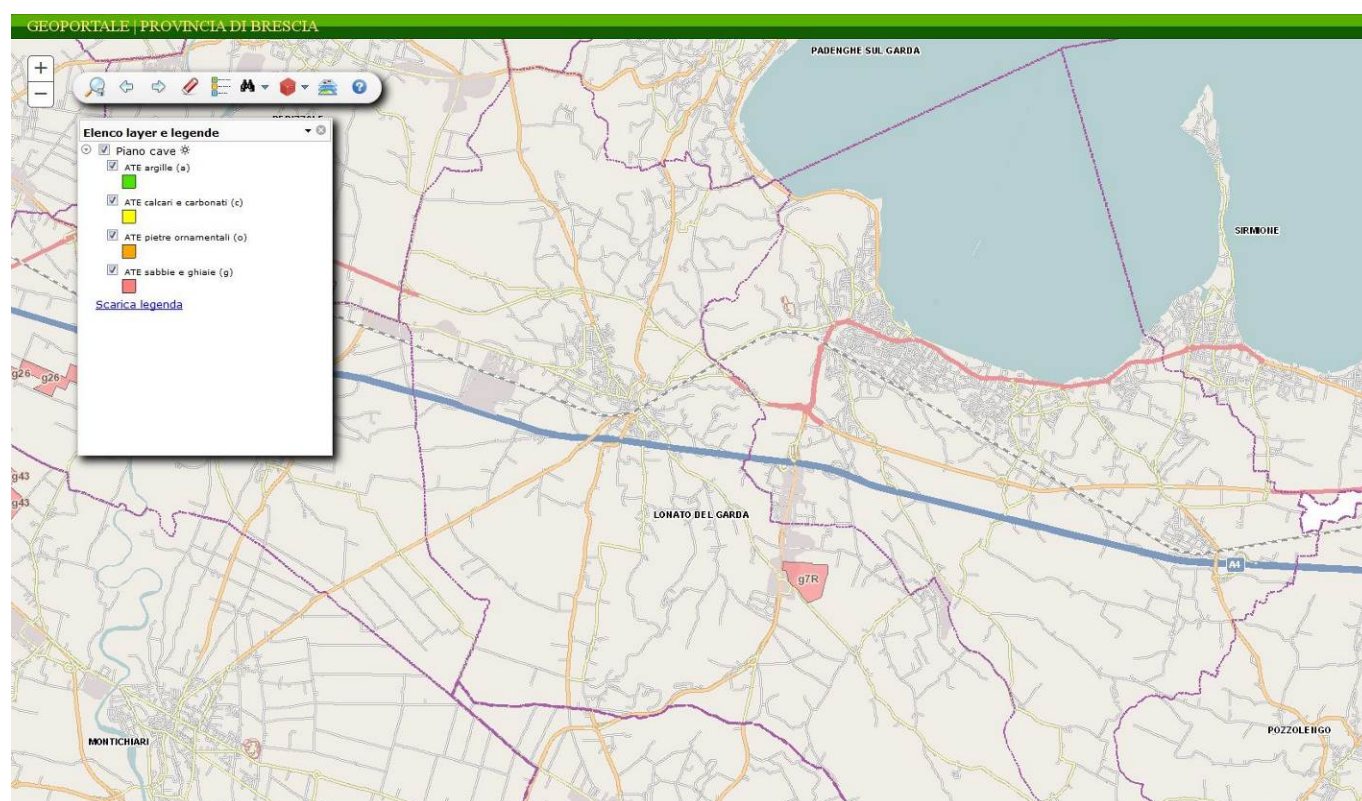 GEOPORTALE | PROVINCIA DI BRESCIA
PADENGHE SUL GARDA
+
−
Elenco layer e legende
Piano cave
ATE argille (a)
ATE calcari e carbonati (c)
ATE pietre ornamentali (o)
ATE sabbie e ghiaie (g)
Scarica legenda
SIRMIONE
g26
g26
g43
g43
LONATO DEL GARDA
A4
g7R
POZZOLENGO
MONTICHIARI